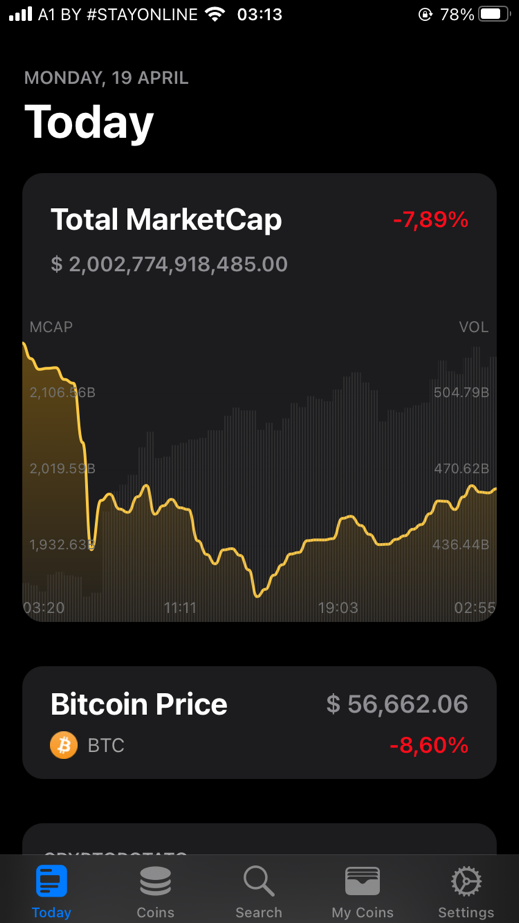 A1 BY #STAYONLINE 03:13 78%
MONDAY, 19 APRIL
Today
Total MarketCap -7,89%
$ 2,002,774,918,485.00
MCAP VOL
2,106.56B 504.79B
2,019.59B 470.62B
1,932.63B 436.44B
03:20 11:11 19:03 02:55
Bitcoin Price $ 56,662.06
BTC -8,60%
Today Coins Search My Coins Settings